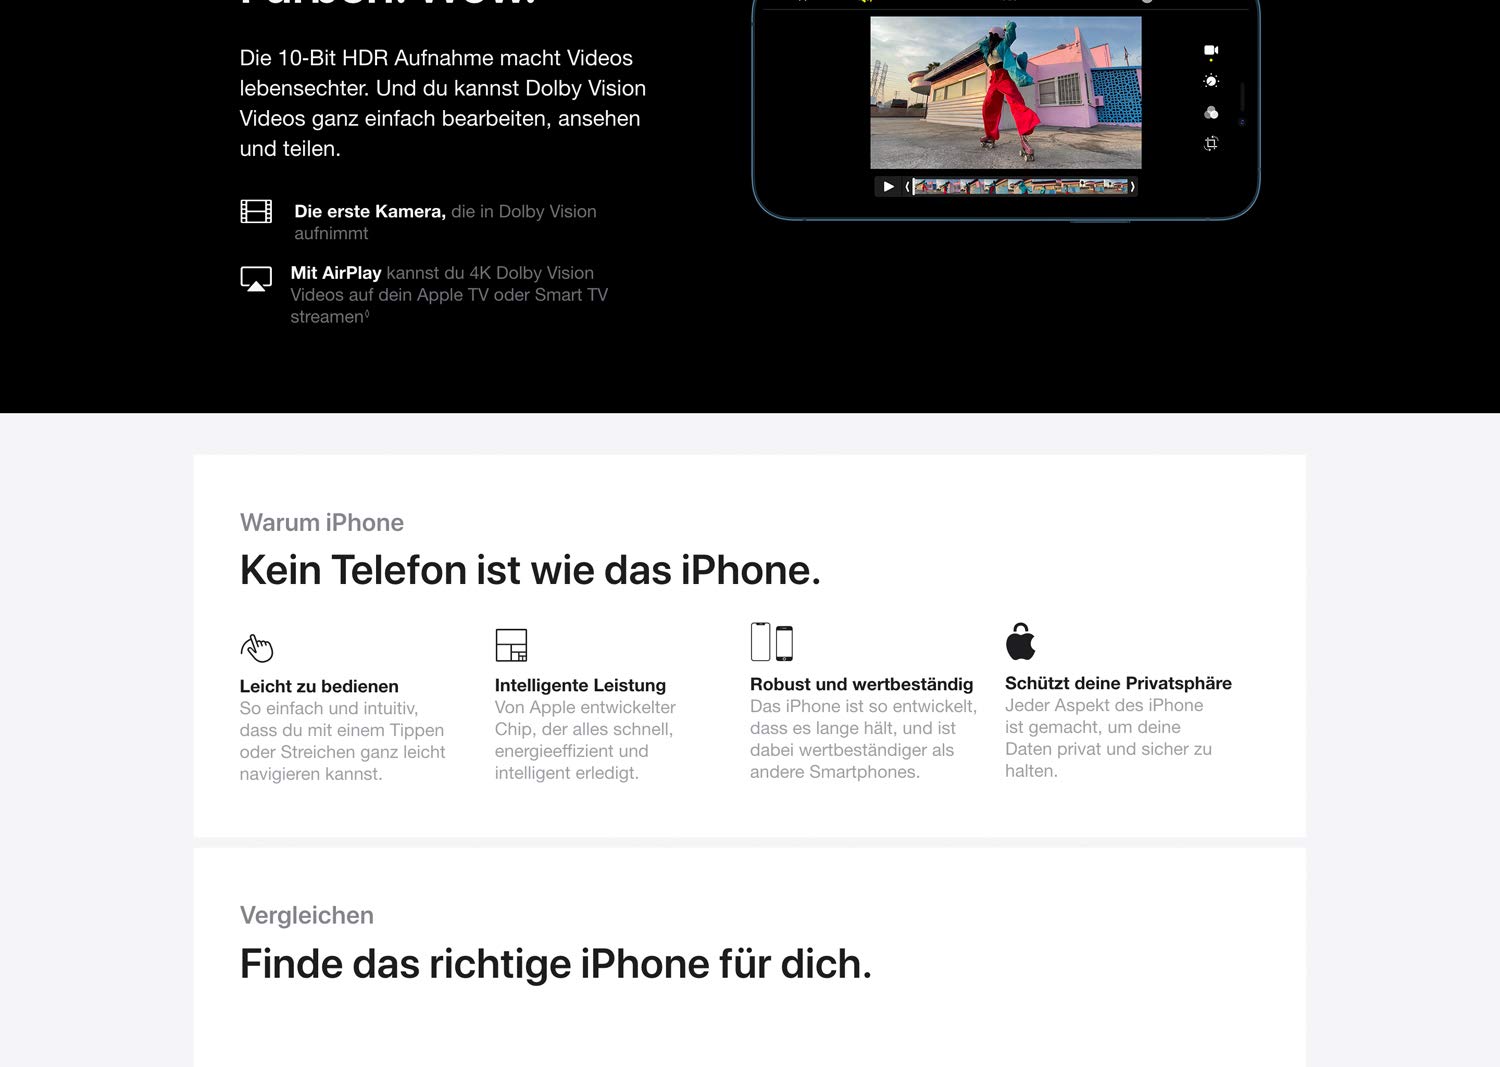 Farben. Wow.
Die 10-Bit HDR Aufnahme macht Videos
lebensechter. Und du kannst Dolby Vision
Videos ganz einfach bearbeiten, ansehen
und teilen.
Die erste Kamera, die in Dolby Vision
aufnimmt
Mit AirPlay kannst du 4K Dolby Vision
Videos auf dein Apple TV oder Smart TV
streamen◊
Warum iPhone
Kein Telefon ist wie das iPhone.
Leicht zu bedienen
So einfach und intuitiv,
dass du mit einem Tippen
oder Streichen ganz leicht
navigieren kannst.
Intelligente Leistung
Von Apple entwickelter
Chip, der alles schnell,
energieeffizient und
intelligent erledigt.
Robust und wertbeständig
Das iPhone ist so entwickelt,
dass es lange hält, und ist
dabei wertbeständiger als
andere Smartphones.
Schützt deine Privatsphäre
Jeder Aspekt des iPhone
ist gemacht, um deine
Daten privat und sicher zu
halten.
Vergleichen
Finde das richtige iPhone für dich.